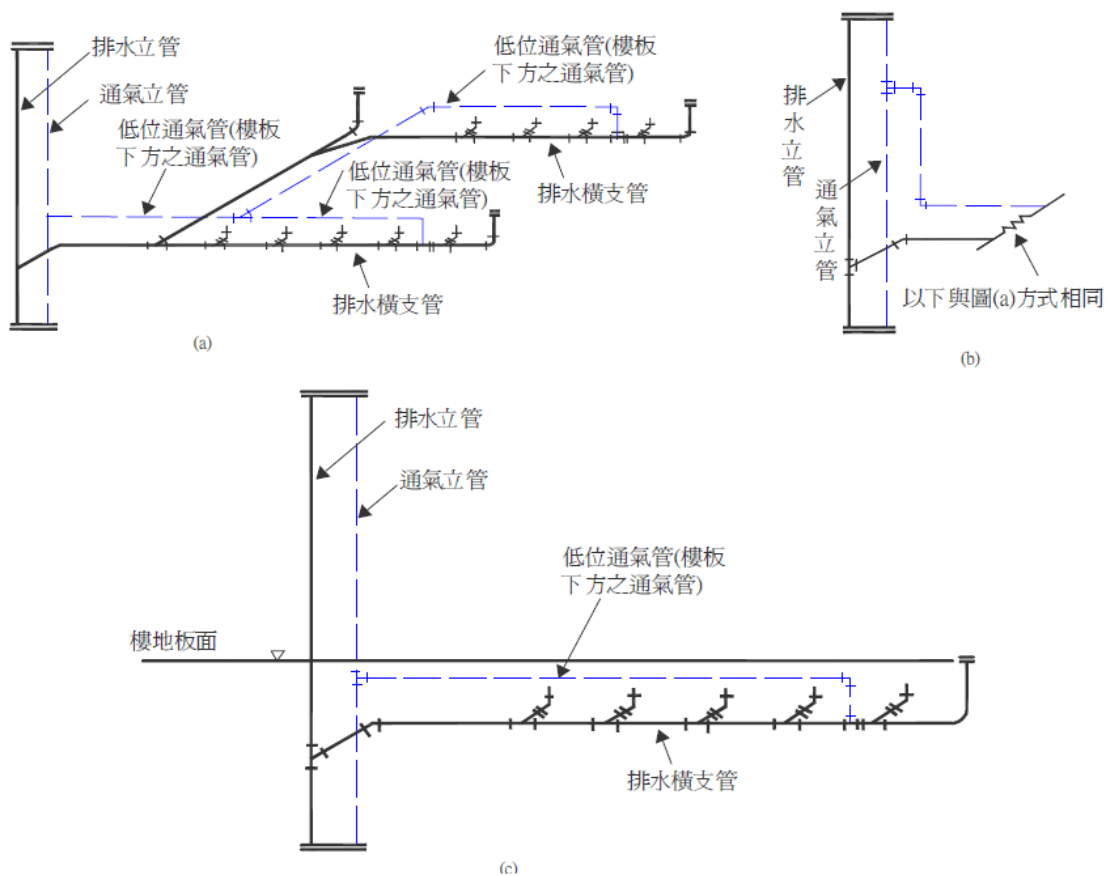 排水立管
通氣立管
低位通氣管(樓板
下方之通氣管)
低位通氣管(樓板
下方之通氣管)
低位通氣管(樓板
下方之通氣管)
排水橫支管
排水橫支管
(a)
排水立管
通氣立管
以下與圖(a)方式相同
(b)
排水立管
通氣立管
低位通氣管(樓板
下方之通氣管)
樓地板面
排水橫支管
(c)